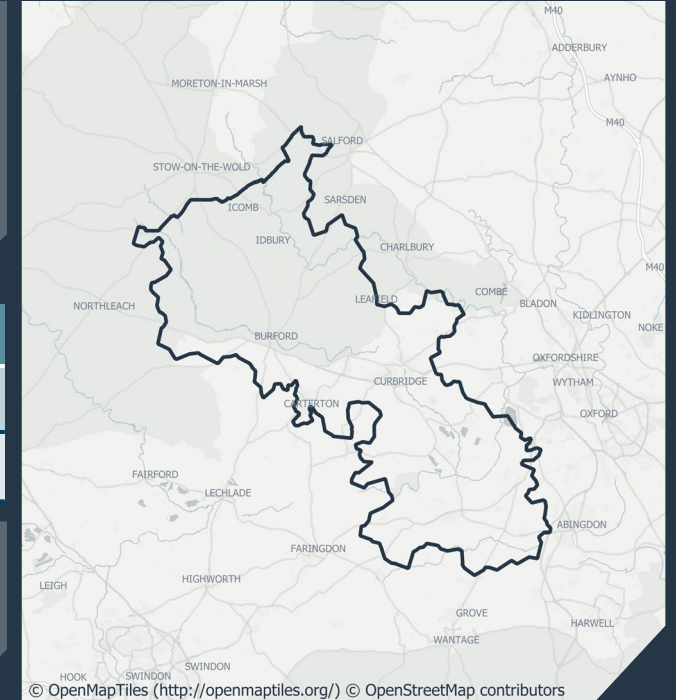 M40
ADDERBURY
AYNHO
MORETON-IN-MARSH
M40
SALFORD
STOW-ON-THE-WOLD
SARSDEN
ICOMB
IDBURY
CHARLBURY
M40
COMBE
LEAFIELD
BLADON
NORTHLEACH
KIDLINGTON
NOKE
BURFORD
OXFORDSHIRE
CURBRIDGE
WYTHAM
CARTERTON
OXFORD
FAIRFORD
LECHLADE
ABINGDON
FARINGDON
HIGHWORTH
LEIGH
GROVE
HARWELL
WANTAGE
SWINDON
HOOK
SWINDON
© OpenMapTiles (http://openmaptiles.org/) © OpenStreetMap contributors